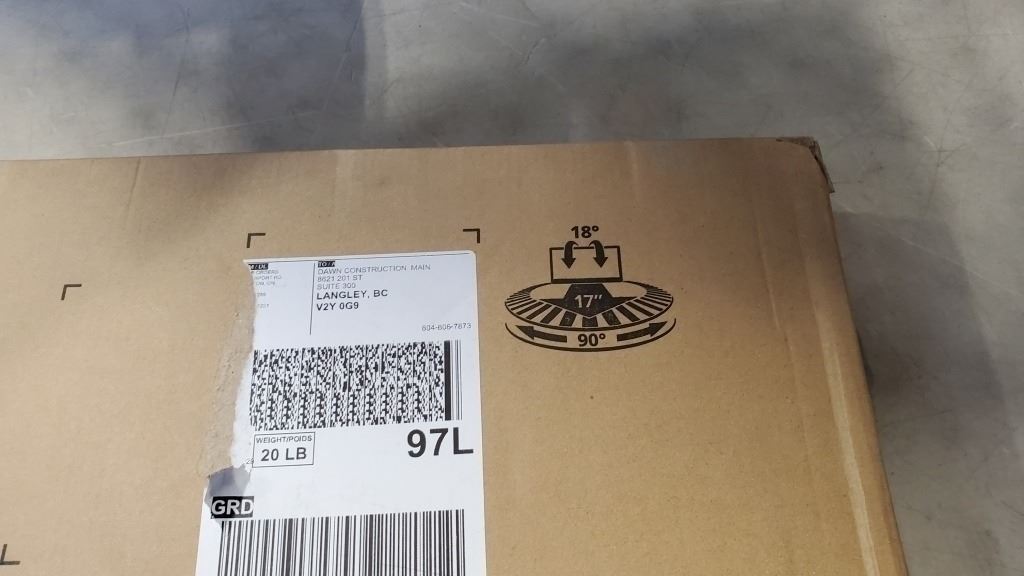 TO / À
DAWN CONSTRUCTION MAIN
8621 201 ST
SUITE 300
LANGLEY, BC
V2Y 0G9
604-606-7873
WEIGHT/POIDS
20 LB
97L
GRD
18°
17"
90°
L